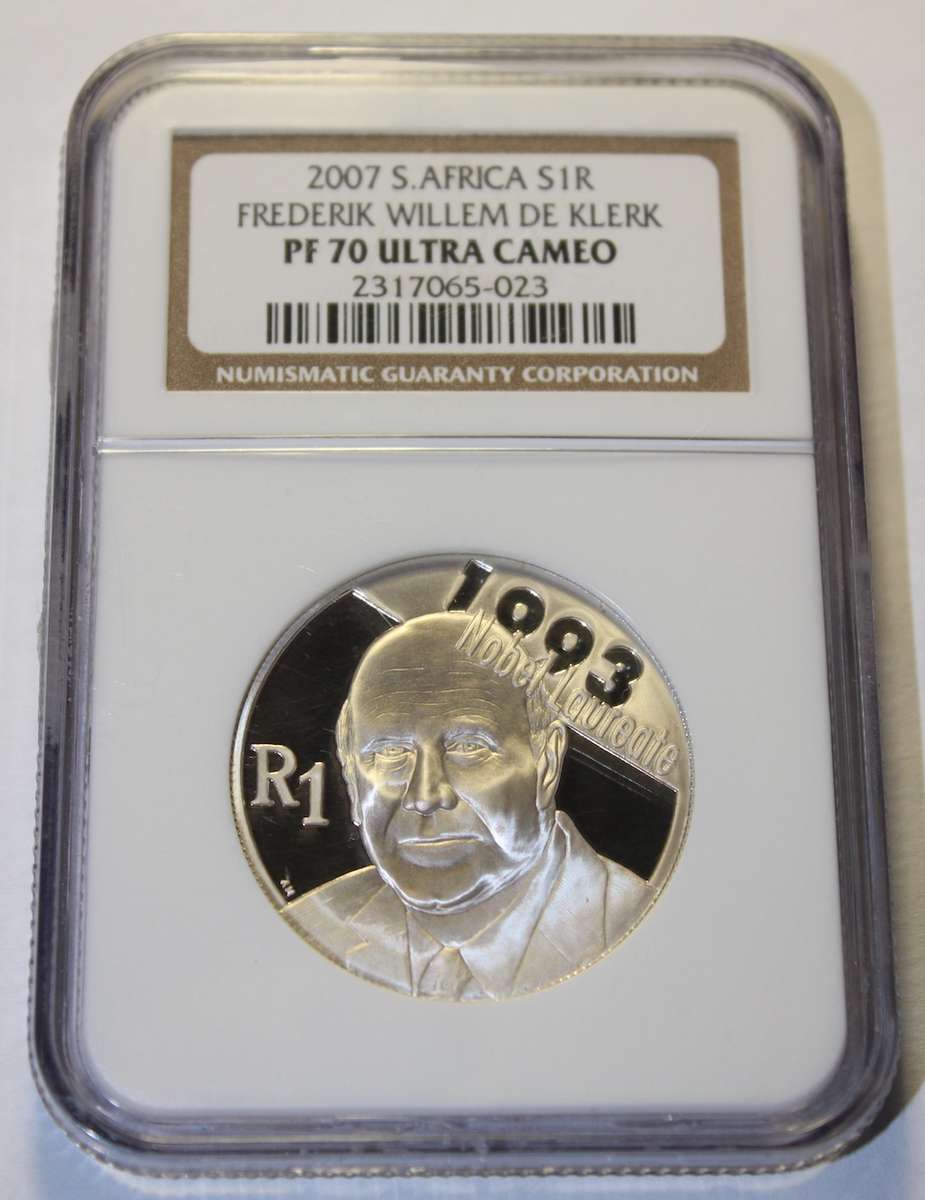 2007 S.AFRICA S1R
FREDERIK WILLEM DE KLERK
PF 70 ULTRA CAMEO
2317065-023
NUMISMATIC GUARANTY CORPORATION
1993
Nobel Laureate
R1